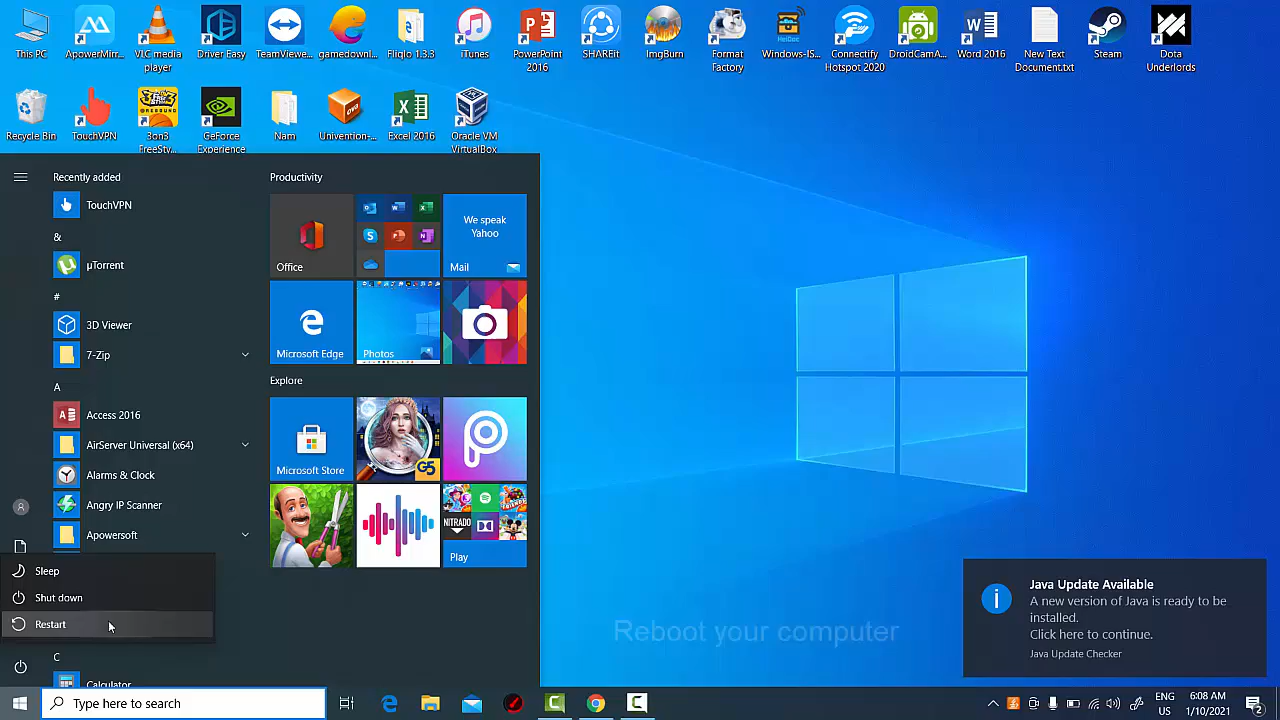 This PC
ApowerMirr...
VLC media
player
Driver Easy
TeamViewe...
gamedownl...
Fliqlo 1.3.3
iTunes
PowerPoint
2016
SHAREit
ImgBurn
Format
Factory
Windows-IS...
Connectify
Hotspot 2020
DroidCamA...
Word 2016
New Text
Document.txt
Steam
Dota
Underlords
Recycle Bin
TouchVPN
3on3
FreeSty...
GeForce
Experience
Nam
Univention-...
Excel 2016
Oracle VM
VirtualBox
Recently added
TouchVPN
&
µTorrent
#
3D Viewer
7-Zip
A
Access 2016
AirServer Universal (x64)
Alarms & Clock
Angry IP Scanner
Apowersoft
Sleep
Shut down
Restart
C
Calculator
Productivity
Office
We speak
Yahoo
Mail
Microsoft Edge
Photos
Explore
Microsoft Store
G5
NITRADO
Play
Reboot your computer
Java Update Available
A new version of Java is ready to be
installed.
Click here to continue.
Java Update Checker
Type here to search
ENG
US
6:08 AM
1/10/2021
2